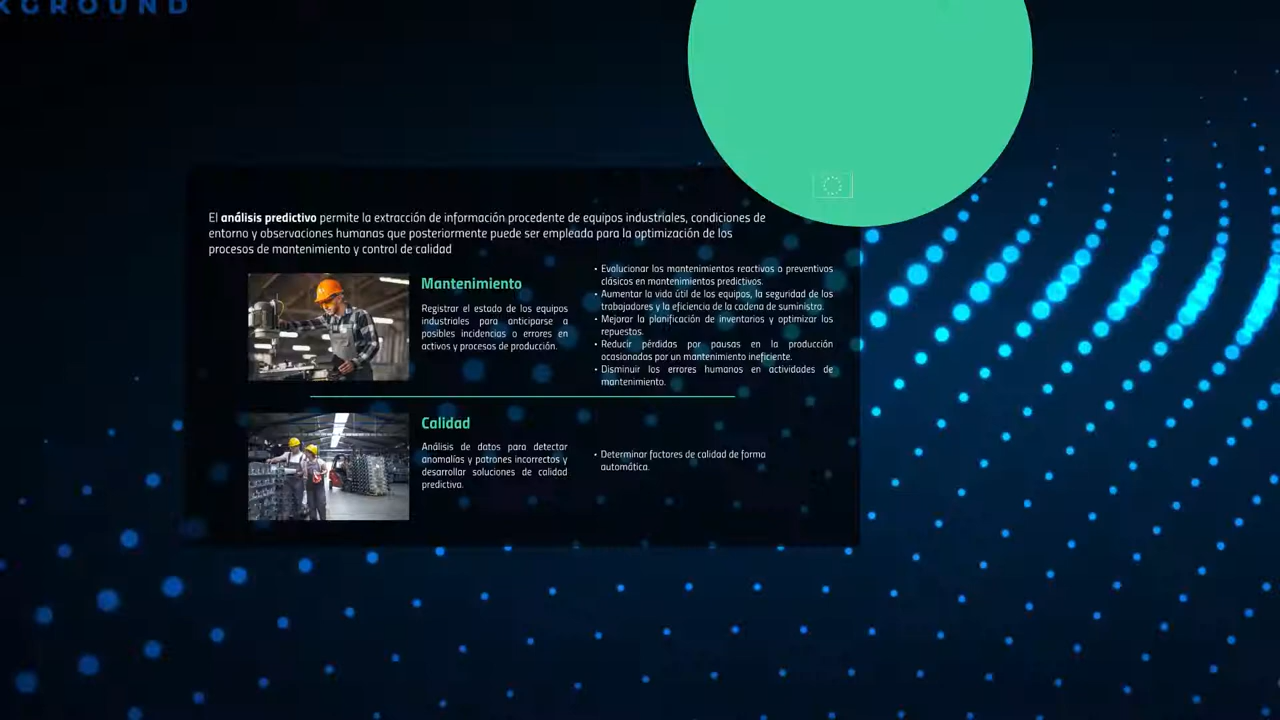 KGROUND
El análisis predictivo permite la extracción de información procedente de equipos industriales, condiciones de
entorno y observaciones humanas que posteriormente puede ser empleada para la optimización de los
procesos de mantenimiento y control de calidad
Mantenimiento
Registrar el estado de los equipos
industriales para anticiparse a
posibles incidencias o errores en
activos y procesos de producción.
• Evolucionar los mantenimientos reactivos o preventivos
clásicos en mantenimientos predictivos.
• Aumentar la vida útil de los equipos, la seguridad de los
trabajadores y la eficiencia de la cadena de suministro.
• Mejorar la planificación de inventarios y optimizar los
repuestos.
• Reducir pérdidas por pausas en la producción
ocasionadas por un mantenimiento ineficiente.
• Disminuir los errores humanos en actividades de
mantenimiento.
Calidad
Análisis de datos para detectar
anomalías y patrones incorrectos y
desarrollar soluciones de calidad
predictiva.
• Determinar factores de calidad de forma
automática.